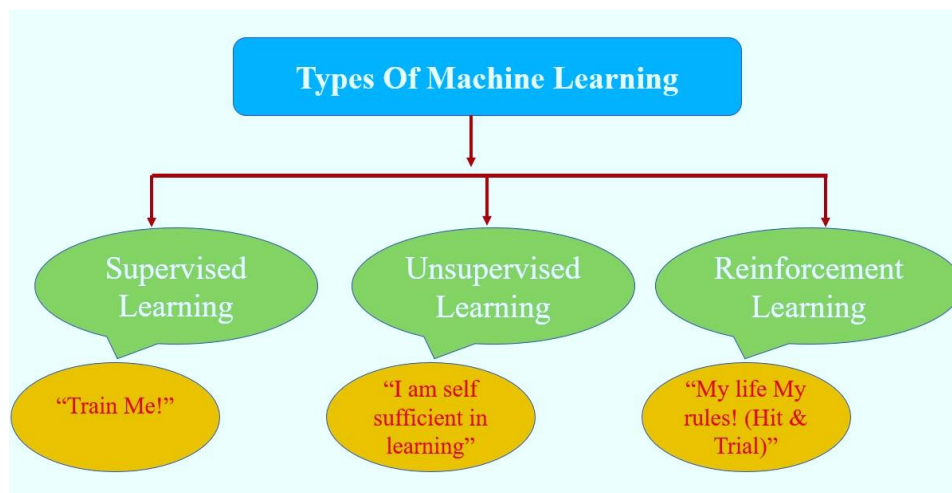 Types Of Machine Learning
Supervised
Learning
Unsupervised
Learning
Reinforcement
Learning
“Train Me!”
“I am self
sufficient in
learning”
“My life My
rules! (Hit &
Trial)”